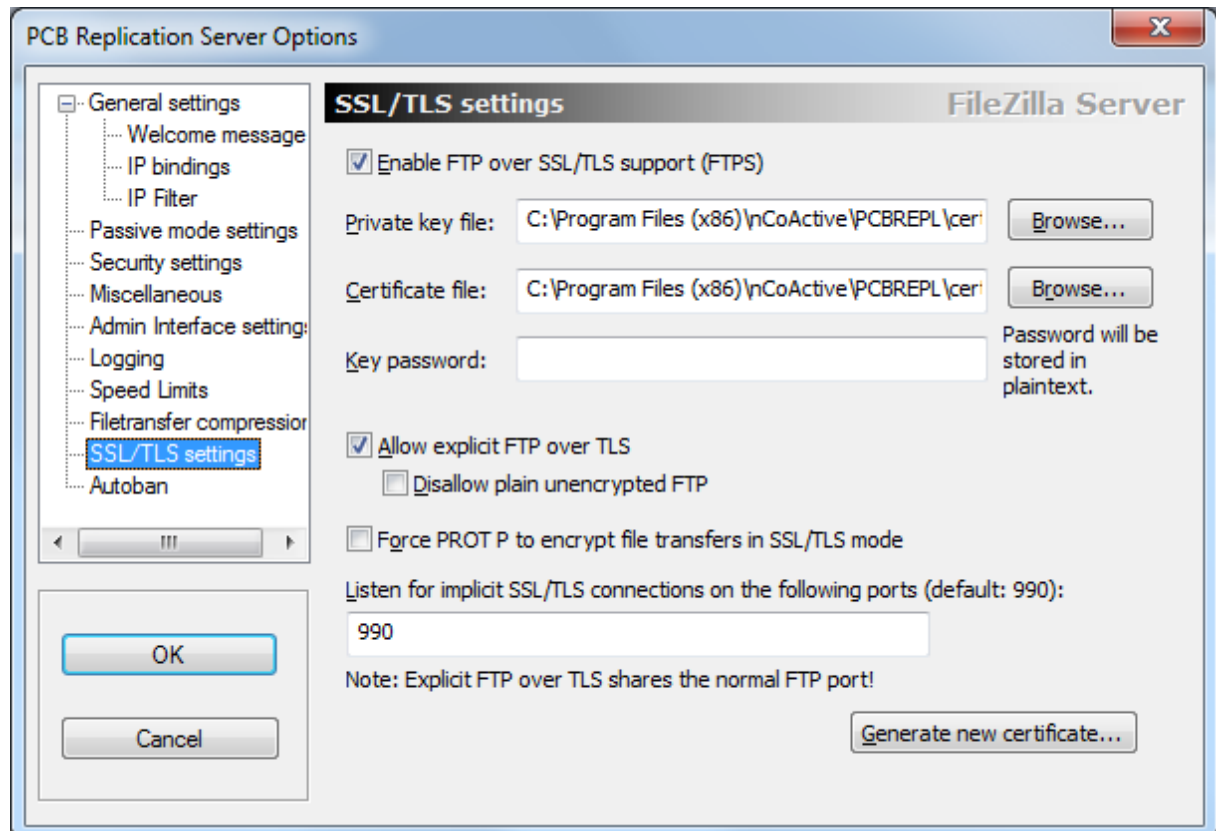 PCB Replication Server Options
General settings
Welcome message
IP bindings
IP Filter
Passive mode settings
Security settings
Miscellaneous
Admin Interface setting
Logging
Speed Limits
Filetransfer compression
SSL/TLS settings
Autoban
OK
Cancel
SSL/TLS settings FileZilla Server
Enable FTP over SSL/TLS support (FTPS)
Private key file: C:\Program Files (x86)\nCoActive\PCBREPL\cert Browse...
Certificate file: C:\Program Files (x86)\nCoActive\PCBREPL\cert Browse...
Key password:
Password will be
stored in
plaintext.
Allow explicit FTP over TLS
Disallow plain unencrypted FTP
Force PROT P to encrypt file transfers in SSL/TLS mode
Listen for implicit SSL/TLS connections on the following ports (default: 990):
990
Note: Explicit FTP over TLS shares the normal FTP port!
Generate new certificate...